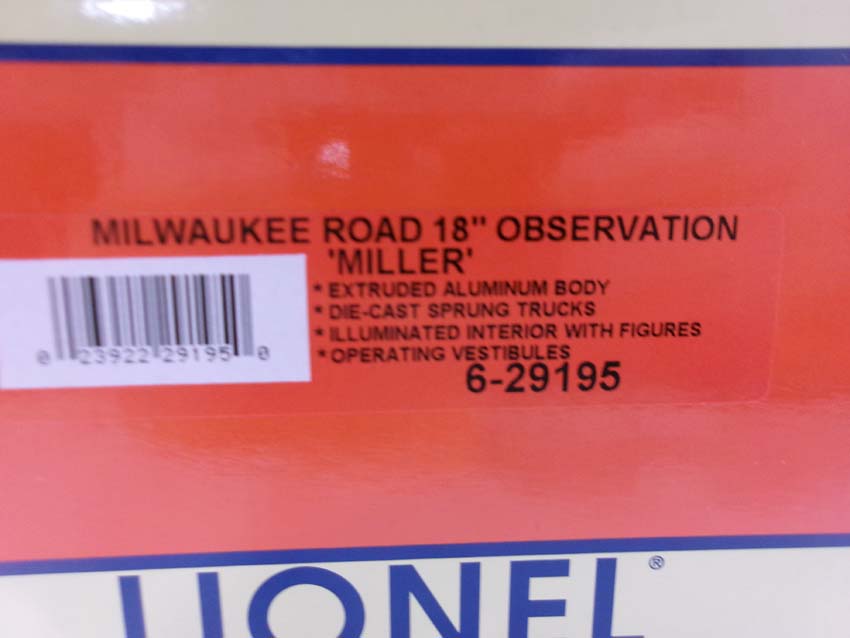 MILWAUKEE ROAD 18" OBSERVATION
'MILLER'
* EXTRUDED ALUMINUM BODY
* DIE-CAST SPRUNG TRUCKS
* ILLUMINATED INTERIOR WITH FIGURES
* OPERATING VESTIBULES
6-29195
0 23922 29195 0
LIONEL®